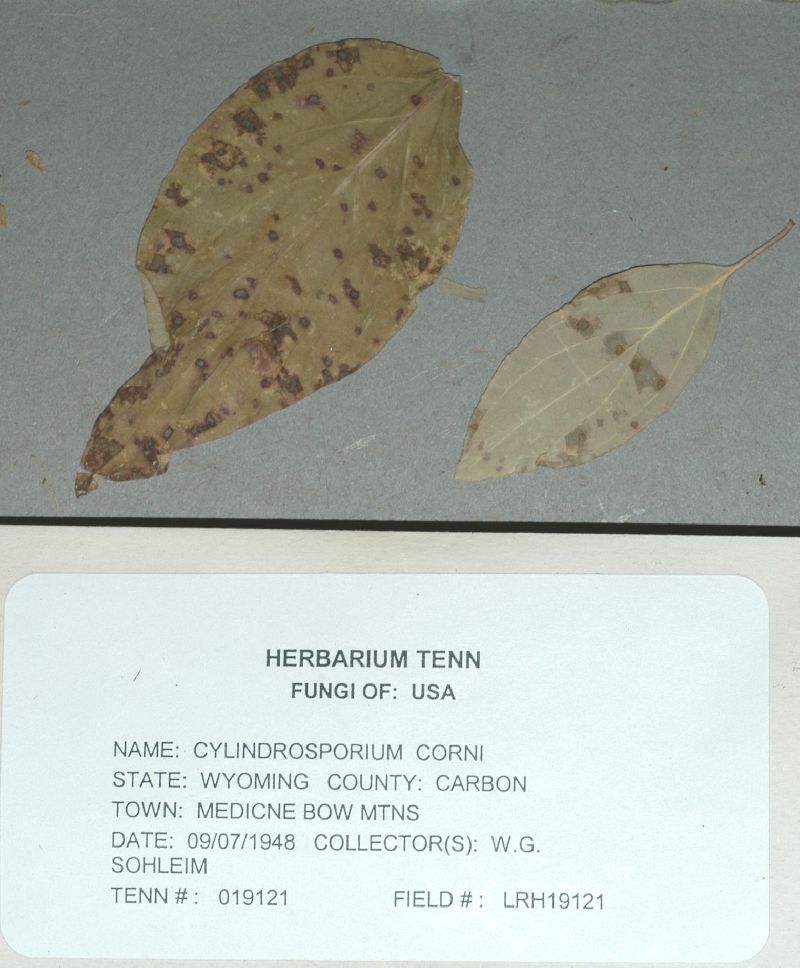 HERBARIUM TENN
FUNGI OF: USA
NAME: CYLINDROSPORIUM CORNI
STATE: WYOMING COUNTY: CARBON
TOWN: MEDICNE BOW MTNS
DATE: 09/07/1948 COLLECTOR(S): W.G.
SOHLEIM
TENN # : 019121 FIELD # : LRH19121